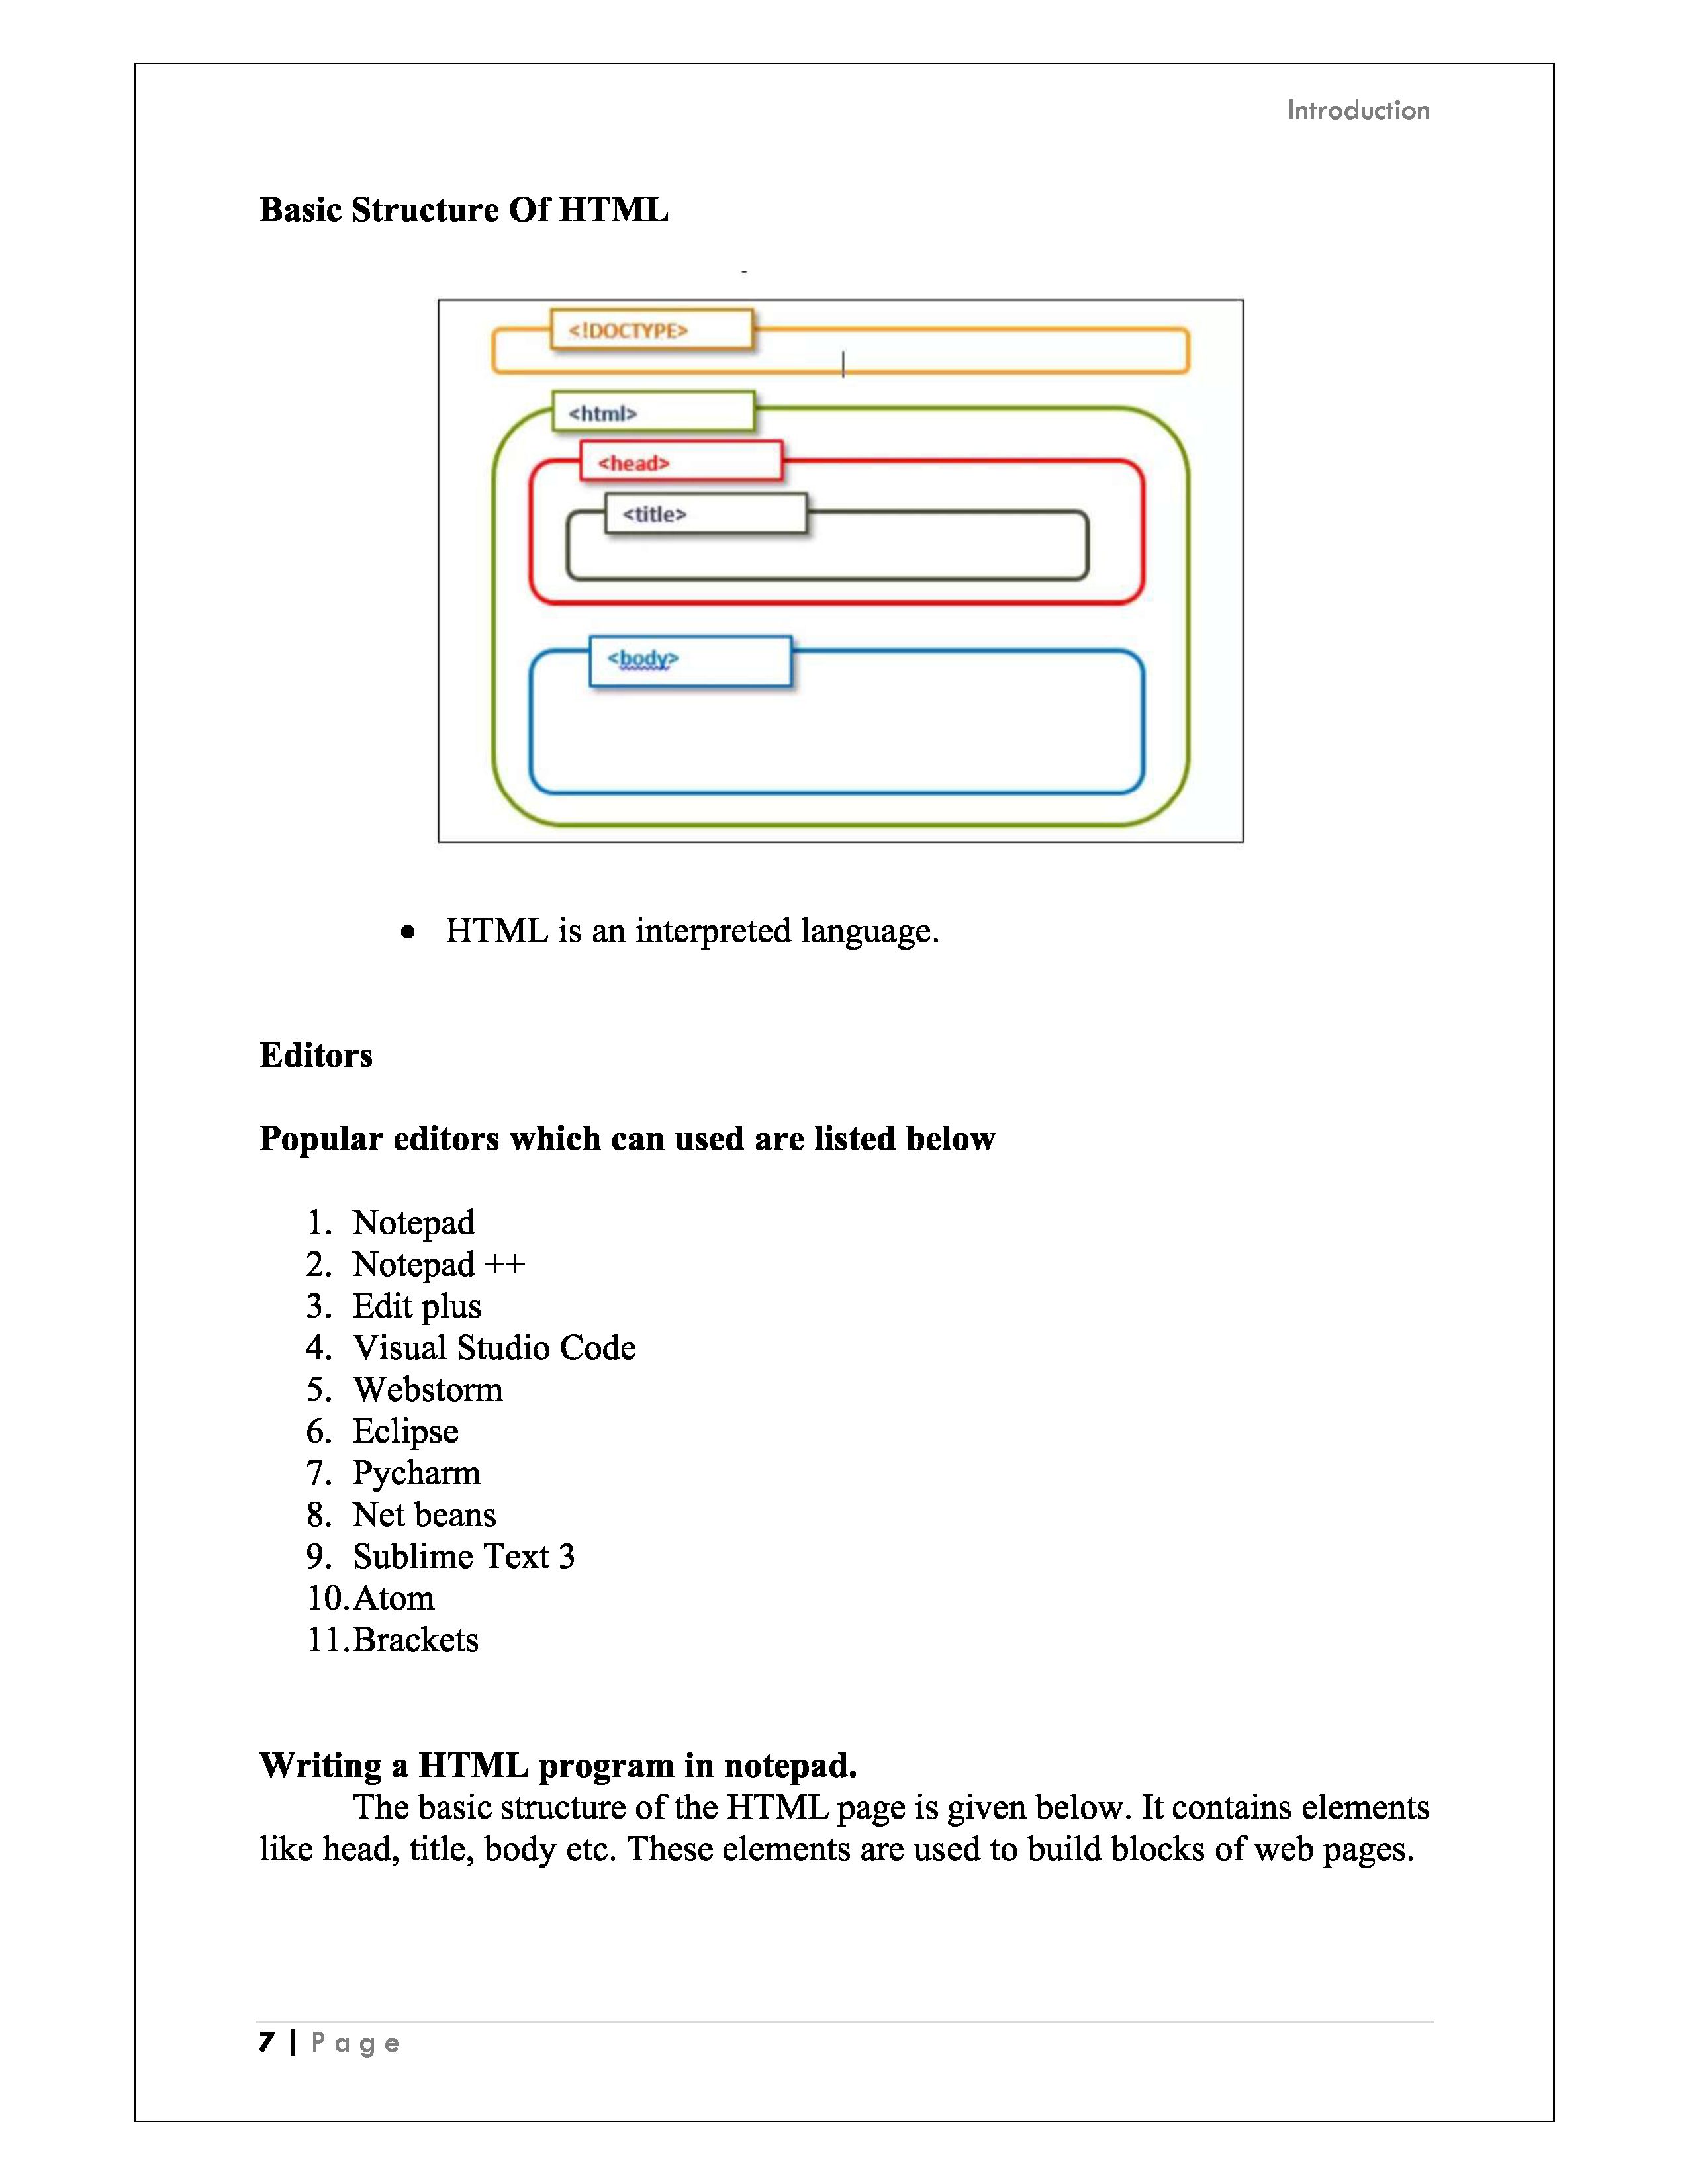 Introduction
Basic Structure Of HTML
-
<!DOCTYPE>
<html>
<head>
<title>
<body>
• HTML is an interpreted language.
Editors
Popular editors which can used are listed below
1. Notepad
2. Notepad ++
3. Edit plus
4. Visual Studio Code
5. Webstorm
6. Eclipse
7. Pycharm
8. Net beans
9. Sublime Text 3
10.Atom
11.Brackets
Writing a HTML program in notepad.
The basic structure of the HTML page is given below. It contains elements
like head, title, body etc. These elements are used to build blocks of web pages.
7 | Page